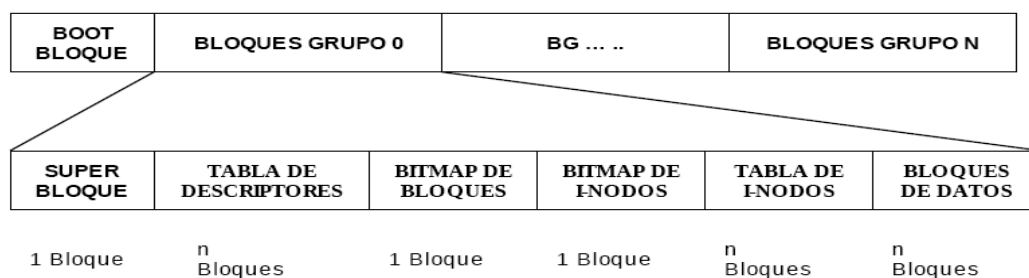 BOOT
BLOQUE
BLOQUES GRUPO 0
BG ... ..
BLOQUES GRUPO N
SUPER
BLOQUE
TABLA DE
DESCRIPTORES
BITMAP DE
BLOQUES
BITMAP DE
I-NODOS
TABLA DE
I-NODOS
BLOQUES
DE DATOS
1 Bloque
n
Bloques
1 Bloque
1 Bloque
n
Bloques
n
Bloques